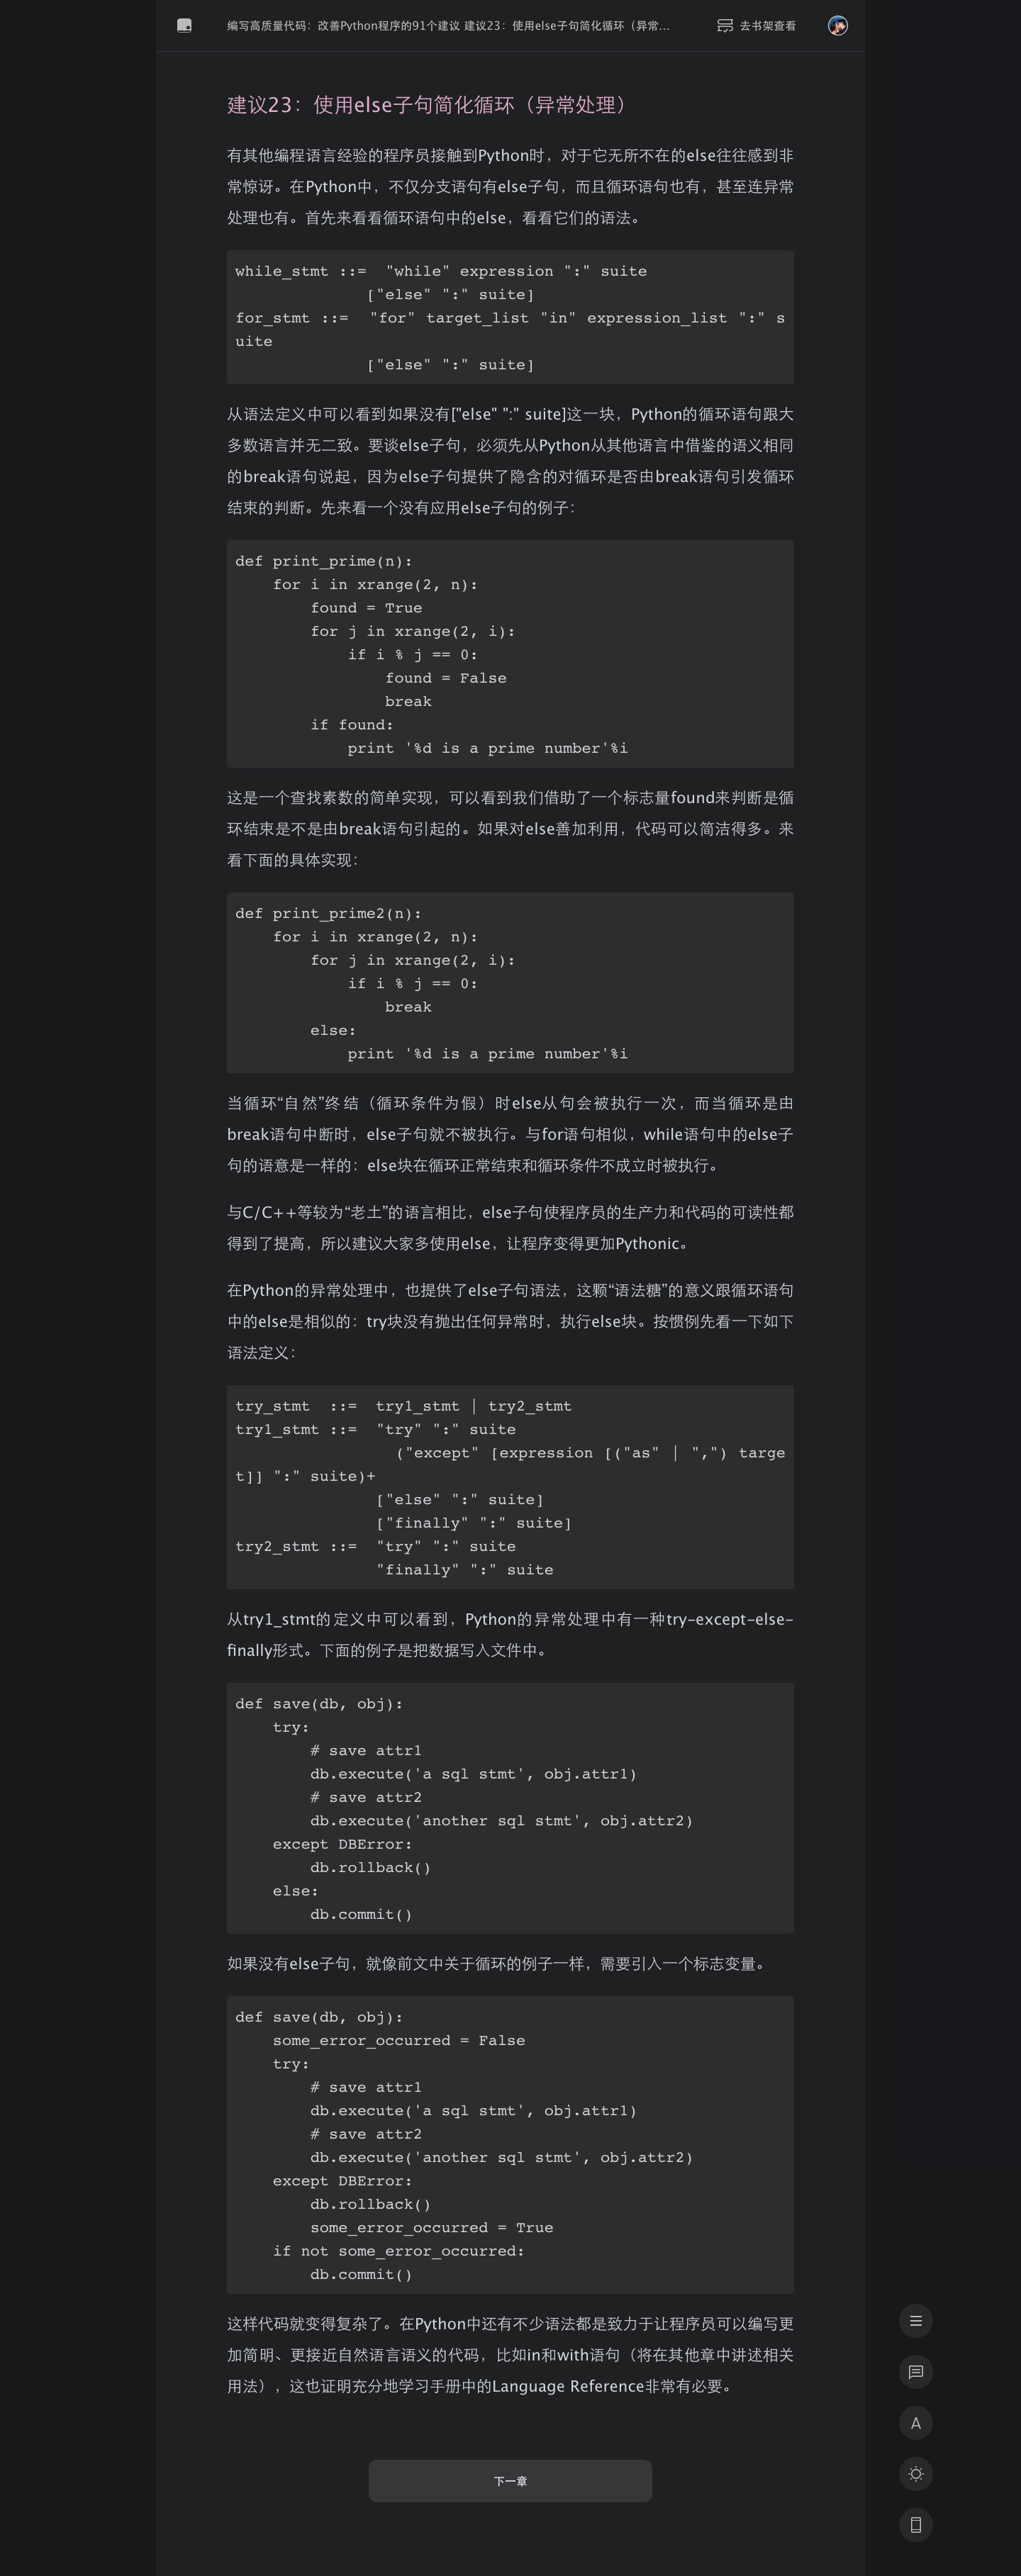 编写高质量代码：改善Python程序的91个建议 建议23：使用else子句简化循环（异常...
去书架查看
建议23：使用else子句简化循环（异常处理）
有其他编程语言经验的程序员接触到Python时，对于它无所不在的else往往感到非
常惊讶。在Python中，不仅分支语句有else子句，而且循环语句也有，甚至连异常
处理也有。首先来看看循环语句中的else，看看它们的语法。
while_stmt ::=  "while" expression ":" suite
              ["else" ":" suite]
for_stmt ::=  "for" target_list "in" expression_list ":" s
uite
              ["else" ":" suite]
从语法定义中可以看到如果没有["else" ":" suite]这一块，Python的循环语句跟大
多数语言并无二致。要谈else子句，必须先从Python从其他语言中借鉴的语义相同
的break语句说起，因为else子句提供了隐含的对循环是否由break语句引发循环
结束的判断。先来看一个没有应用else子句的例子：
def print_prime(n):
    for i in xrange(2, n):
        found = True
        for j in xrange(2, i):
            if i % j == 0:
                found = False
                break
        if found:
            print '%d is a prime number'%i
这是一个查找素数的简单实现，可以看到我们借助了一个标志量found来判断是循
环结束是不是由break语句引起的。如果对else善加利用，代码可以简洁得多。来
看下面的具体实现：
def print_prime2(n):
    for i in xrange(2, n):
        for j in xrange(2, i):
            if i % j == 0:
                break
        else:
            print '%d is a prime number'%i
当循环“自然”终结（循环条件为假）时else从句会被执行一次，而当循环是由
break语句中断时，else子句就不被执行。与for语句相似，while语句中的else子
句的语意是一样的：else块在循环正常结束和循环条件不成立时被执行。
与C/C++等较为“老土”的语言相比，else子句使程序员的生产力和代码的可读性都
得到了提高，所以建议大家多使用else，让程序变得更加Pythonic。
在Python的异常处理中，也提供了else子句语法，这颗“语法糖”的意义跟循环语句
中的else是相似的：try块没有抛出任何异常时，执行else块。按惯例先看一下如下
语法定义：
try_stmt  ::=  try1_stmt | try2_stmt
try1_stmt ::=  "try" ":" suite
                 ("except" [expression [("as" | ",") targe
t]] ":" suite)+
               ["else" ":" suite]
               ["finally" ":" suite]
try2_stmt ::=  "try" ":" suite
               "finally" ":" suite
从try1_stmt的定义中可以看到，Python的异常处理中有一种try-except-else-
finally形式。下面的例子是把数据写入文件中。
def save(db, obj):
    try:
        # save attr1
        db.execute('a sql stmt', obj.attr1)
        # save attr2
        db.execute('another sql stmt', obj.attr2)
    except DBError:
        db.rollback()
    else:
        db.commit()
如果没有else子句，就像前文中关于循环的例子一样，需要引入一个标志变量。
def save(db, obj):
    some_error_occurred = False
    try:
        # save attr1
        db.execute('a sql stmt', obj.attr1)
        # save attr2
        db.execute('another sql stmt', obj.attr2)
    except DBError:
        db.rollback()
        some_error_occurred = True
    if not some_error_occurred:
        db.commit()
这样代码就变得复杂了。在Python中还有不少语法都是致力于让程序员可以编写更
加简明、更接近自然语言语义的代码，比如in和with语句（将在其他章中讲述相关
用法），这也证明充分地学习手册中的Language Reference非常有必要。
A
下一章